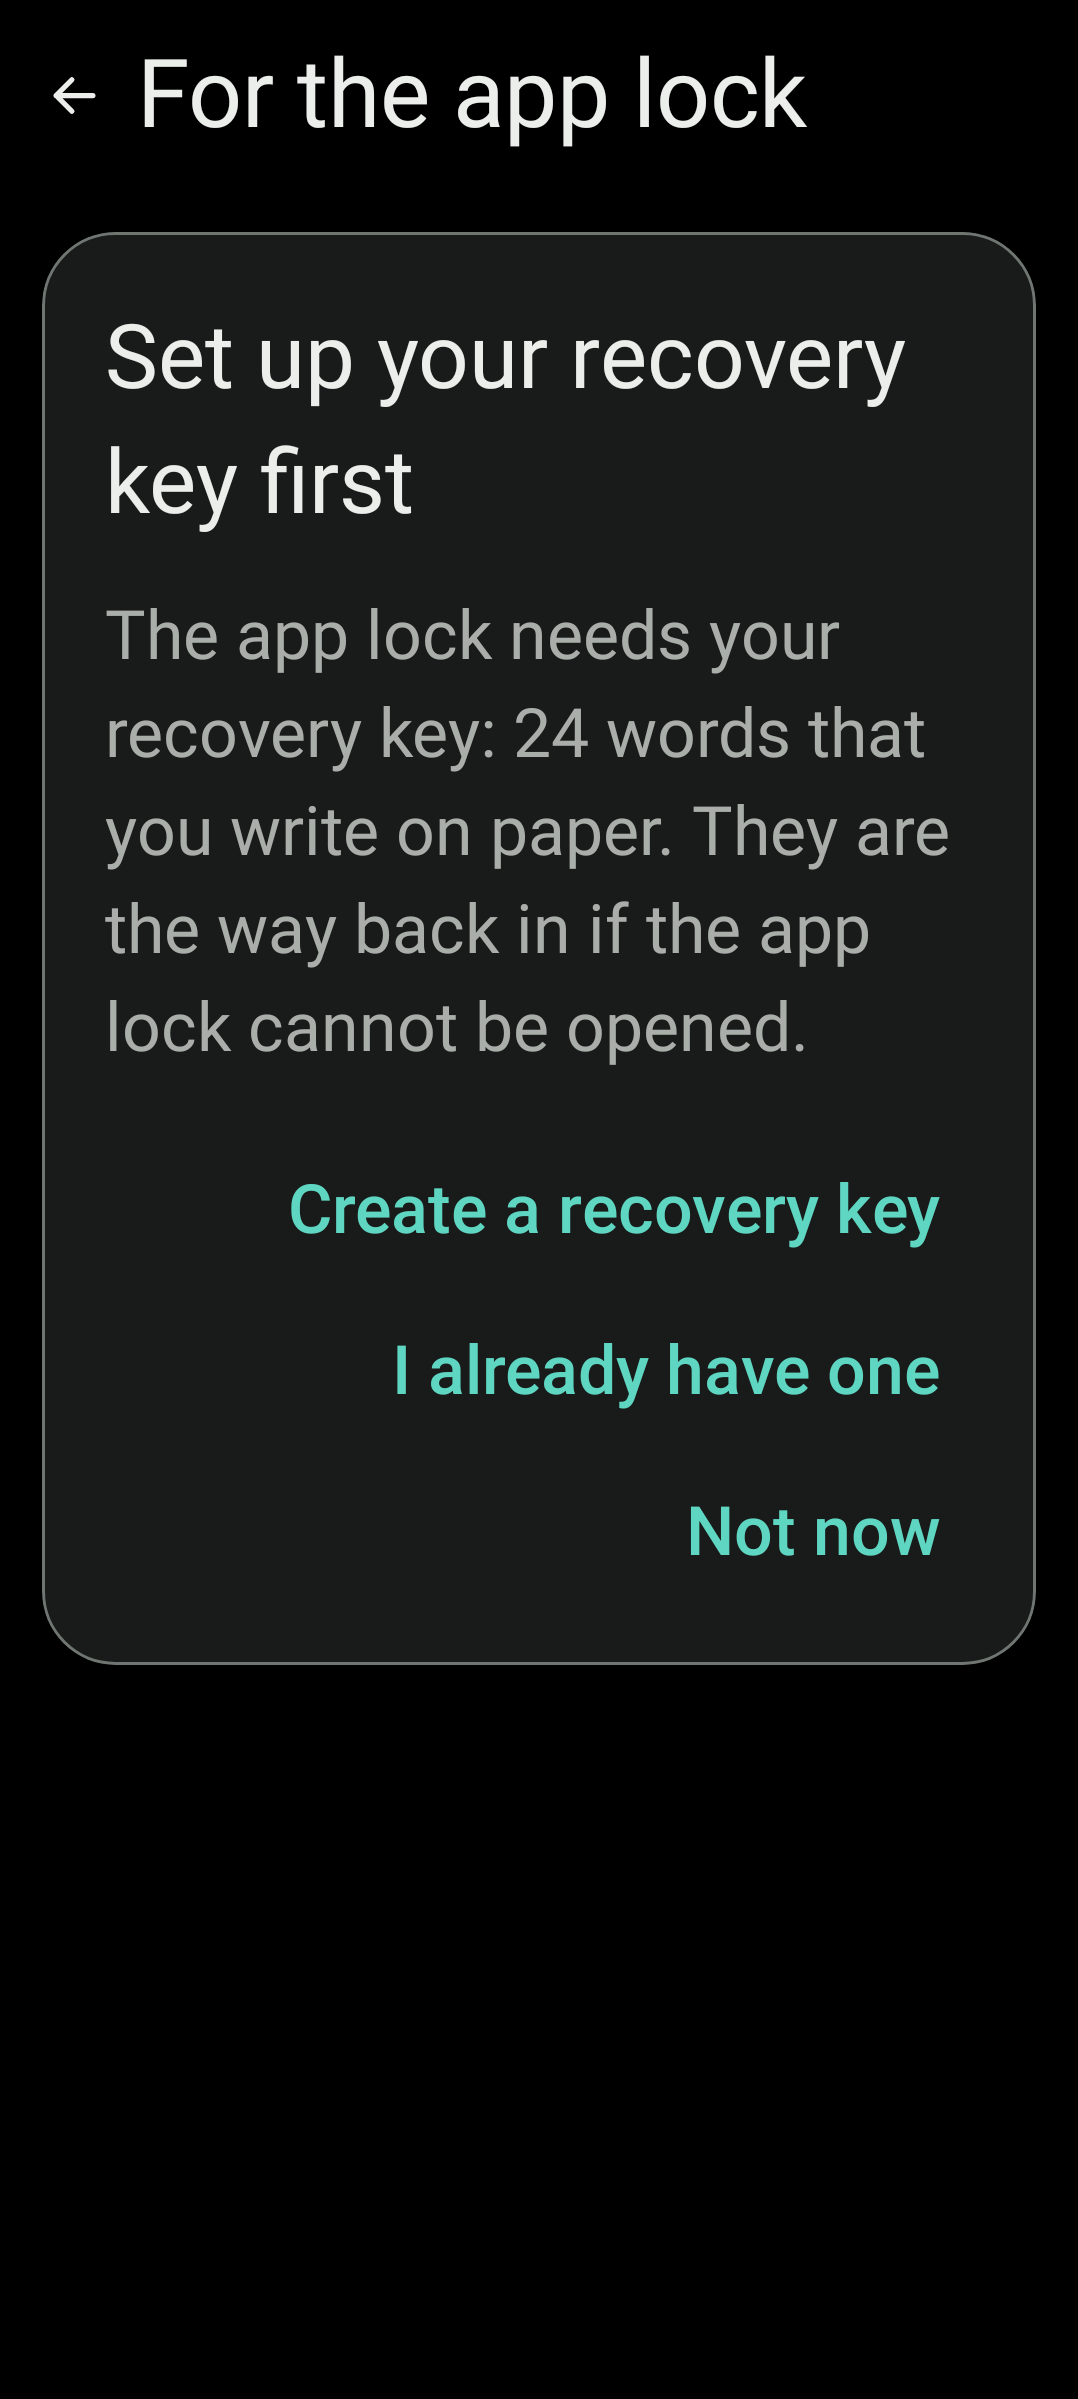 For the app lock
Set up your recovery
key first
The app lock needs your
recovery key: 24 words that
you write on paper. They are
the way back in if the app
lock cannot be opened.
Create a recovery key
I already have one
Not now